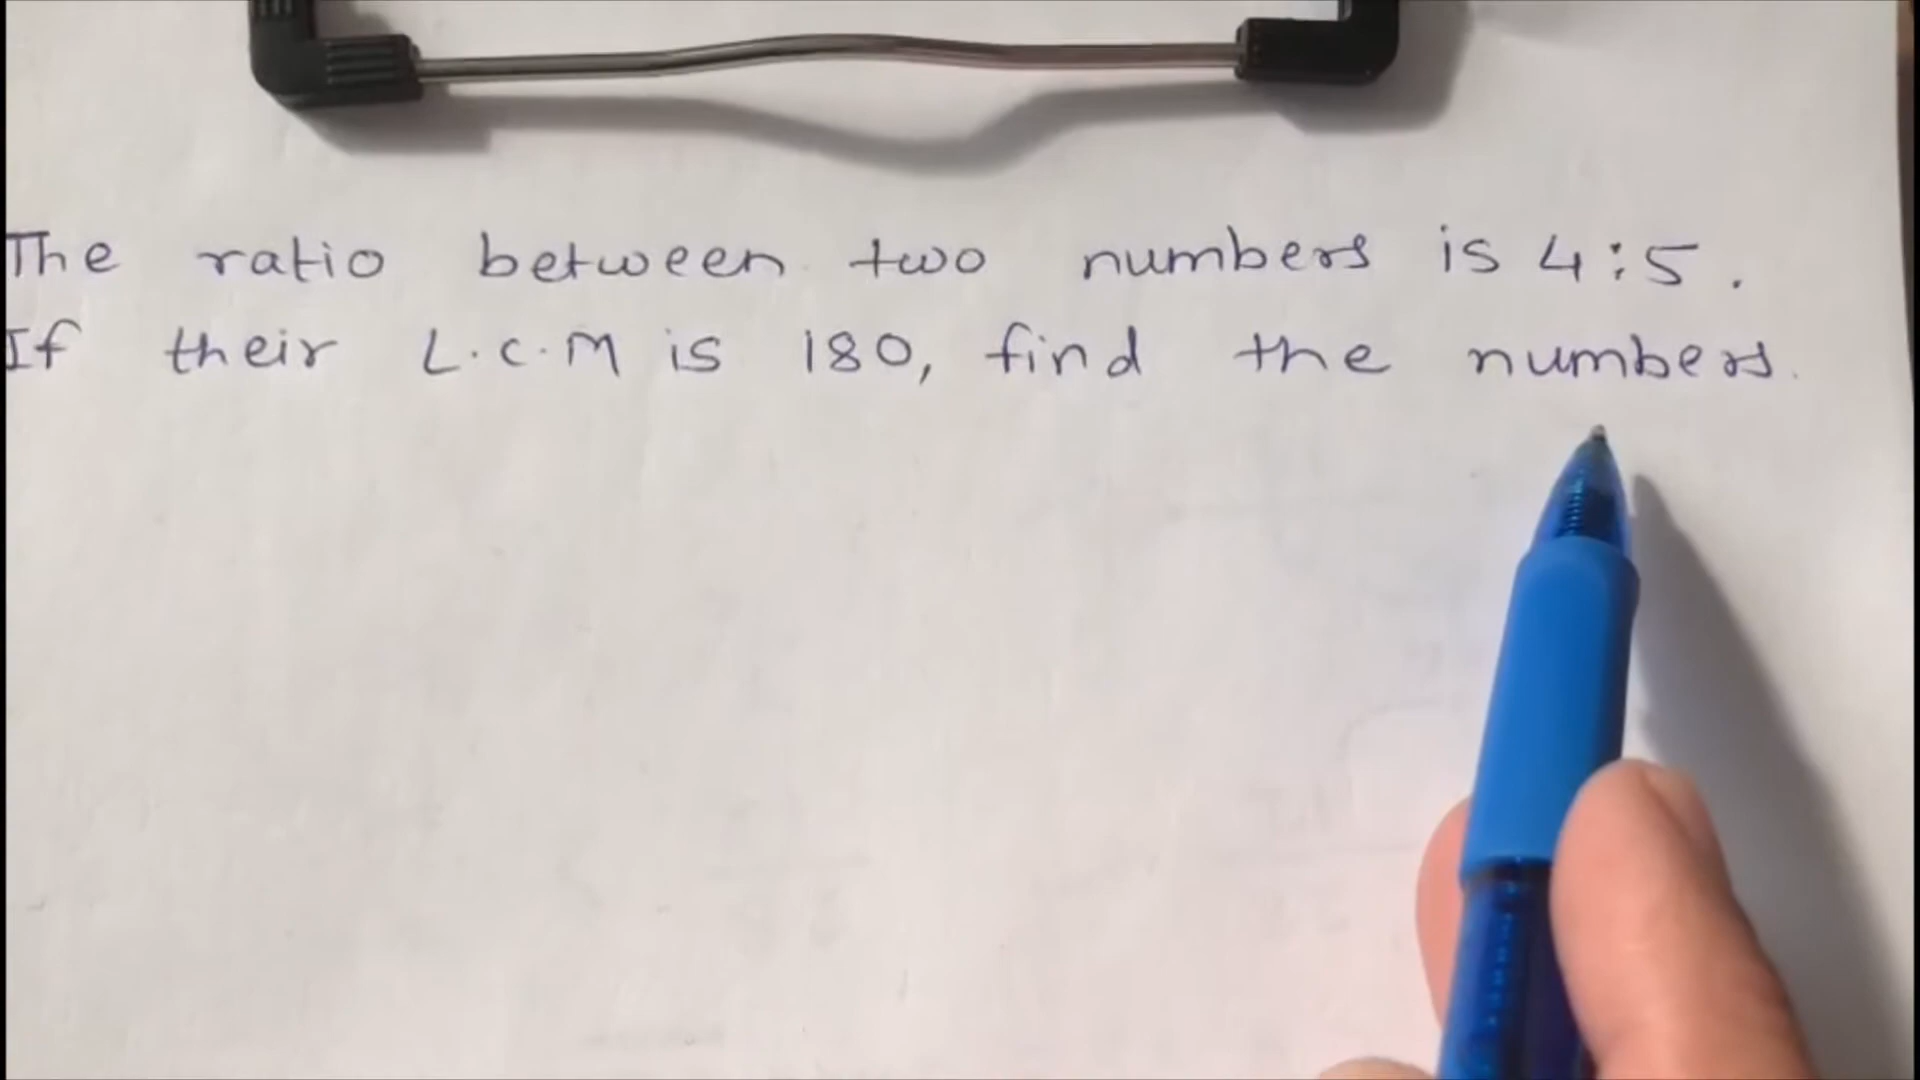 The ratio between two numbers is 4:5.
If their L.C.M is 180, find the numbers.